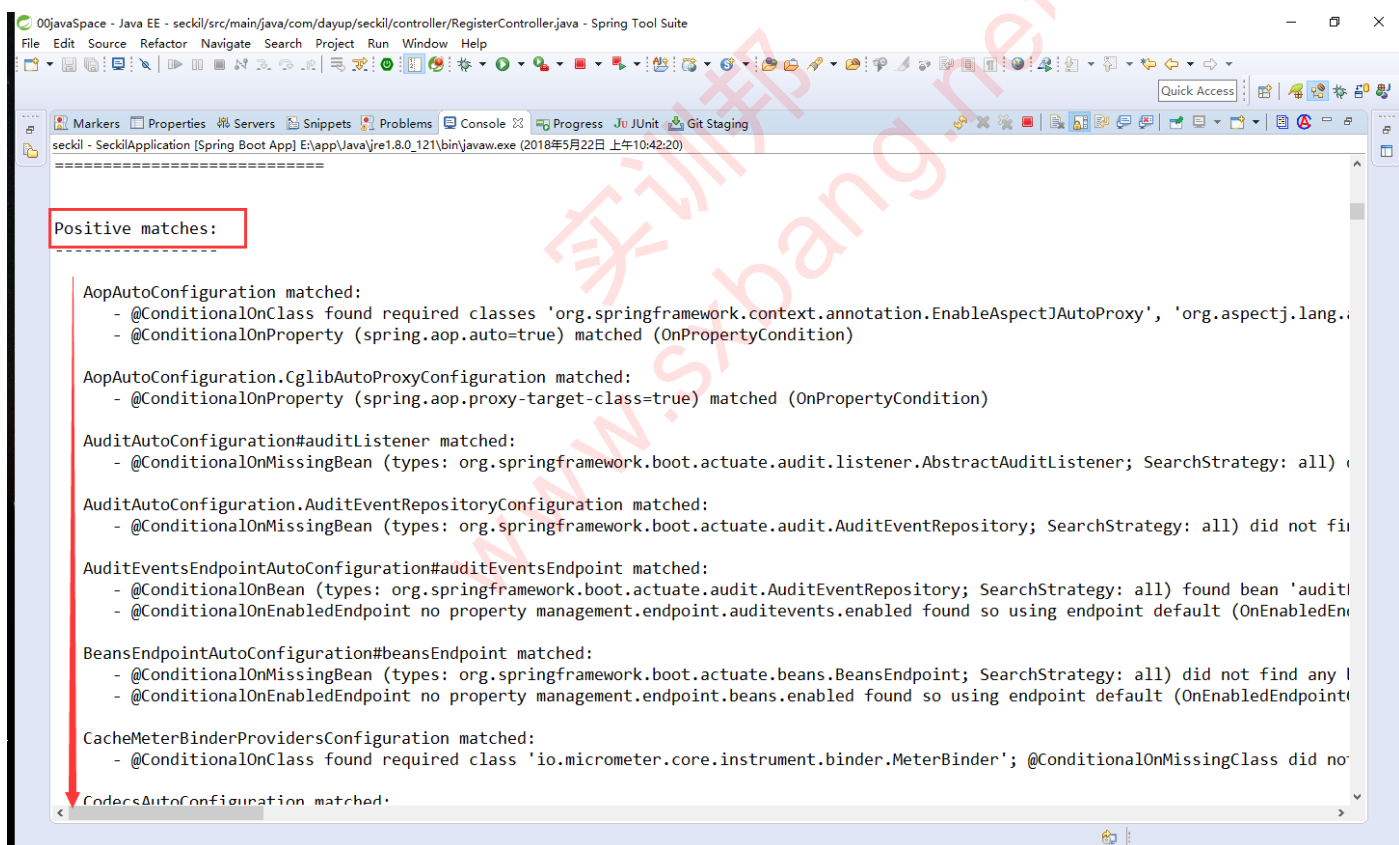 00javaSpace - Java EE - seckil/src/main/java/com/dayup/seckil/controller/RegisterController.java - Spring Tool Suite
File Edit Source Refactor Navigate Search Project Run Window Help
Quick Access
Markers Properties Servers Snippets Problems Console Progress JUnit Git Staging
seckil - SeckilApplication [Spring Boot App] E:\app\Java\jre1.8.0_121\bin\javaw.exe (2018年5月22日 上午10:42:20)
============================
Positive matches:
-----------------
AopAutoConfiguration matched:
- @ConditionalOnClass found required classes 'org.springframework.context.annotation.EnableAspectJAutoProxy', 'org.aspectj.lang.
- @ConditionalOnProperty (spring.aop.auto=true) matched (OnPropertyCondition)
AopAutoConfiguration.CglibAutoProxyConfiguration matched:
- @ConditionalOnProperty (spring.aop.proxy-target-class=true) matched (OnPropertyCondition)
AuditAutoConfiguration#auditListener matched:
- @ConditionalOnMissingBean (types: org.springframework.boot.actuate.audit.listener.AbstractAuditListener; SearchStrategy: all)
AuditAutoConfiguration.AuditEventRepositoryConfiguration matched:
- @ConditionalOnMissingBean (types: org.springframework.boot.actuate.audit.AuditEventRepository; SearchStrategy: all) did not
AuditEventsEndpointAutoConfiguration#auditEventsEndpoint matched:
- @ConditionalOnBean (types: org.springframework.boot.actuate.audit.AuditEventRepository; SearchStrategy: all) found bean 'audit
- @ConditionalOnEnabledEndpoint no property management.endpoint.auditevents.enabled found so using endpoint default (OnEnabledEn
BeansEndpointAutoConfiguration#beansEndpoint matched:
- @ConditionalOnMissingBean (types: org.springframework.boot.actuate.beans.BeansEndpoint; SearchStrategy: all) did not find any
- @ConditionalOnEnabledEndpoint no property management.endpoint.beans.enabled found so using endpoint default (OnEnabledEndpoint
CacheMeterBinderProvidersConfiguration matched:
- @ConditionalOnClass found required class 'io.micrometer.core.instrument.binder.MeterBinder'; @ConditionalOnMissingClass did no
CodecsAutoConfiguration matched:
实训邦
www.sxbang.net